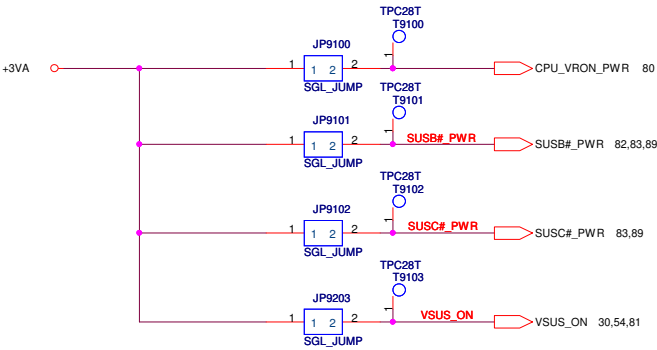 TPC28T
T9100
JP9100
+3VA
1
1 2
2
1
CPU_VRON_PWR 80
SGL_JUMP
TPC28T
T9101
JP9101
1
1 2
2
1
SUSB#_PWR
SUSB#_PWR 82,83,89
SGL_JUMP
TPC28T
T9102
JP9102
1
1 2
2
1
SUSC#_PWR
SUSC#_PWR 83,89
SGL_JUMP
TPC28T
T9103
JP9203
1
1 2
2
1
VSUS_ON
VSUS_ON 30,54,81
SGL_JUMP